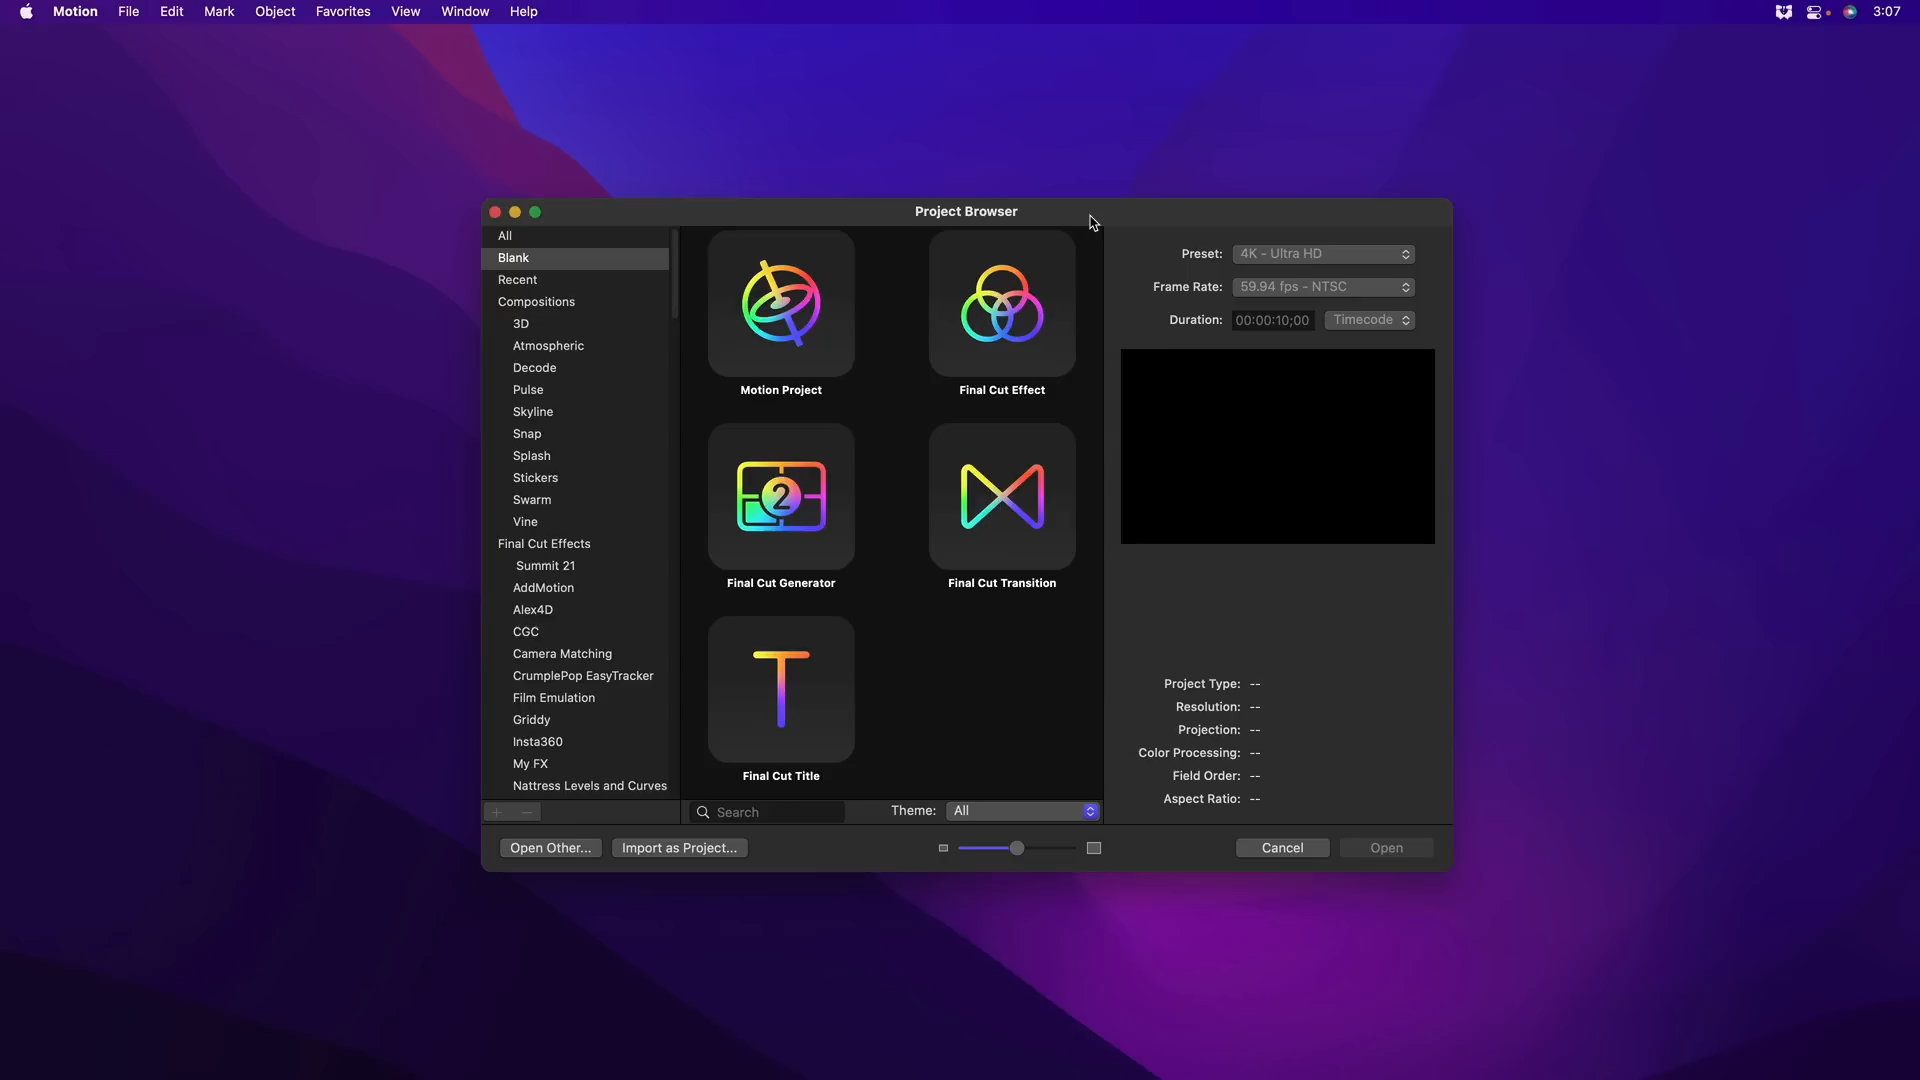 Motion File Edit Mark Object Favorites View Window Help 3:07
Project Browser
All
Blank
Recent
Compositions
3D
Atmospheric
Decode
Pulse
Skyline
Snap
Splash
Stickers
Swarm
Vine
Final Cut Effects
Summit 21
AddMotion
Alex4D
CGC
Camera Matching
CrumplePop EasyTracker
Film Emulation
Griddy
Insta360
My FX
Nattress Levels and Curves
Motion Project
Final Cut Effect
2
Final Cut Generator
Final Cut Transition
T
Final Cut Title
Search
Theme: All
Preset: 4K - Ultra HD
Frame Rate: 59.94 fps - NTSC
Duration: 00:00:10;00 Timecode
Project Type: --
Resolution: --
Projection: --
Color Processing: --
Field Order: --
Aspect Ratio: --
Open Other... Import as Project... Cancel Open